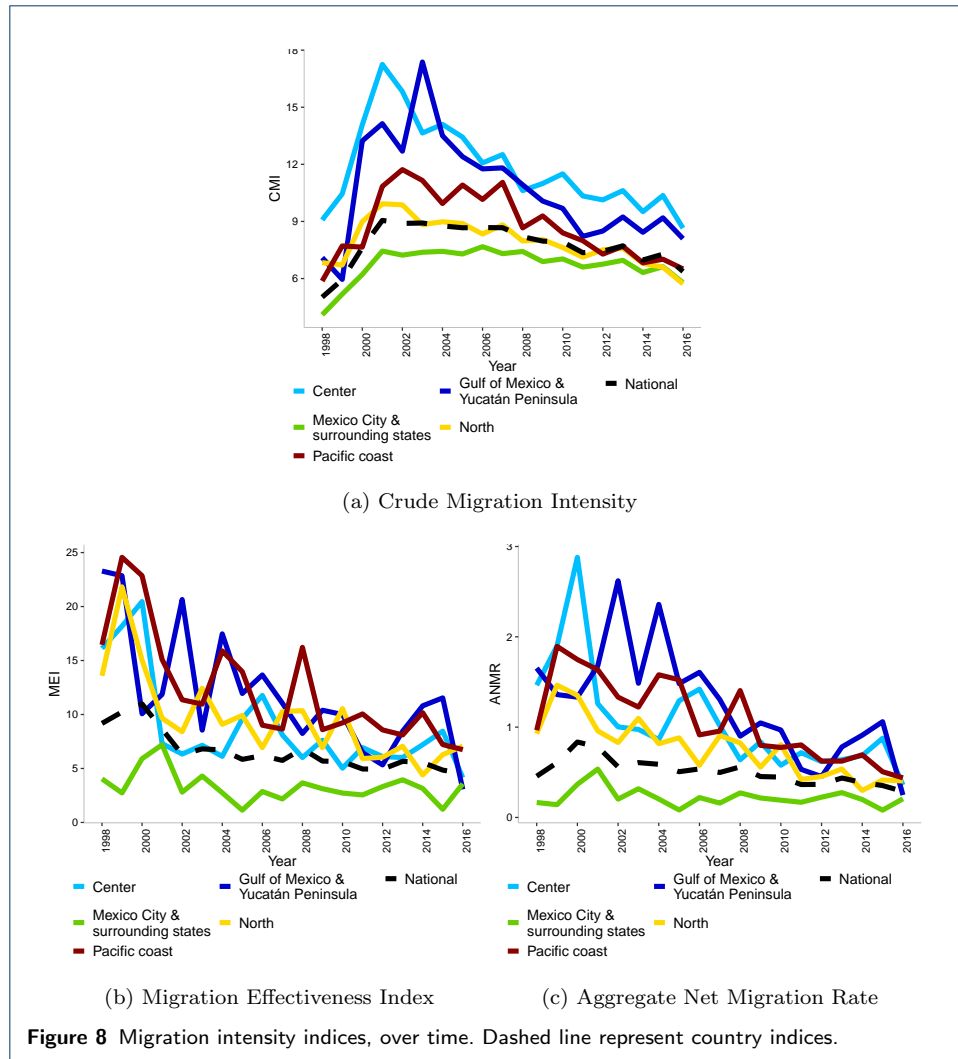 18
15
12
9
6
CMI
1998
2000
2002
2004
2006
2008
2010
2012
2014
2016
Year
Center
Gulf of Mexico &
Yucatán Peninsula
National
Mexico City &
surrounding states
North
Pacific coast
(a) Crude Migration Intensity
25
20
15
10
5
0
MEI
1998
2000
2002
2004
2006
2008
2010
2012
2014
2016
Year
Center
Gulf of Mexico &
Yucatán Peninsula
National
Mexico City &
surrounding states
North
Pacific coast
(b) Migration Effectiveness Index
3
2
1
0
ANMR
1998
2000
2002
2004
2006
2008
2010
2012
2014
2016
Year
Center
Gulf of Mexico &
Yucatán Peninsula
National
Mexico City &
surrounding states
North
Pacific coast
(c) Aggregate Net Migration Rate
Figure 8 Migration intensity indices, over time. Dashed line represent country indices.